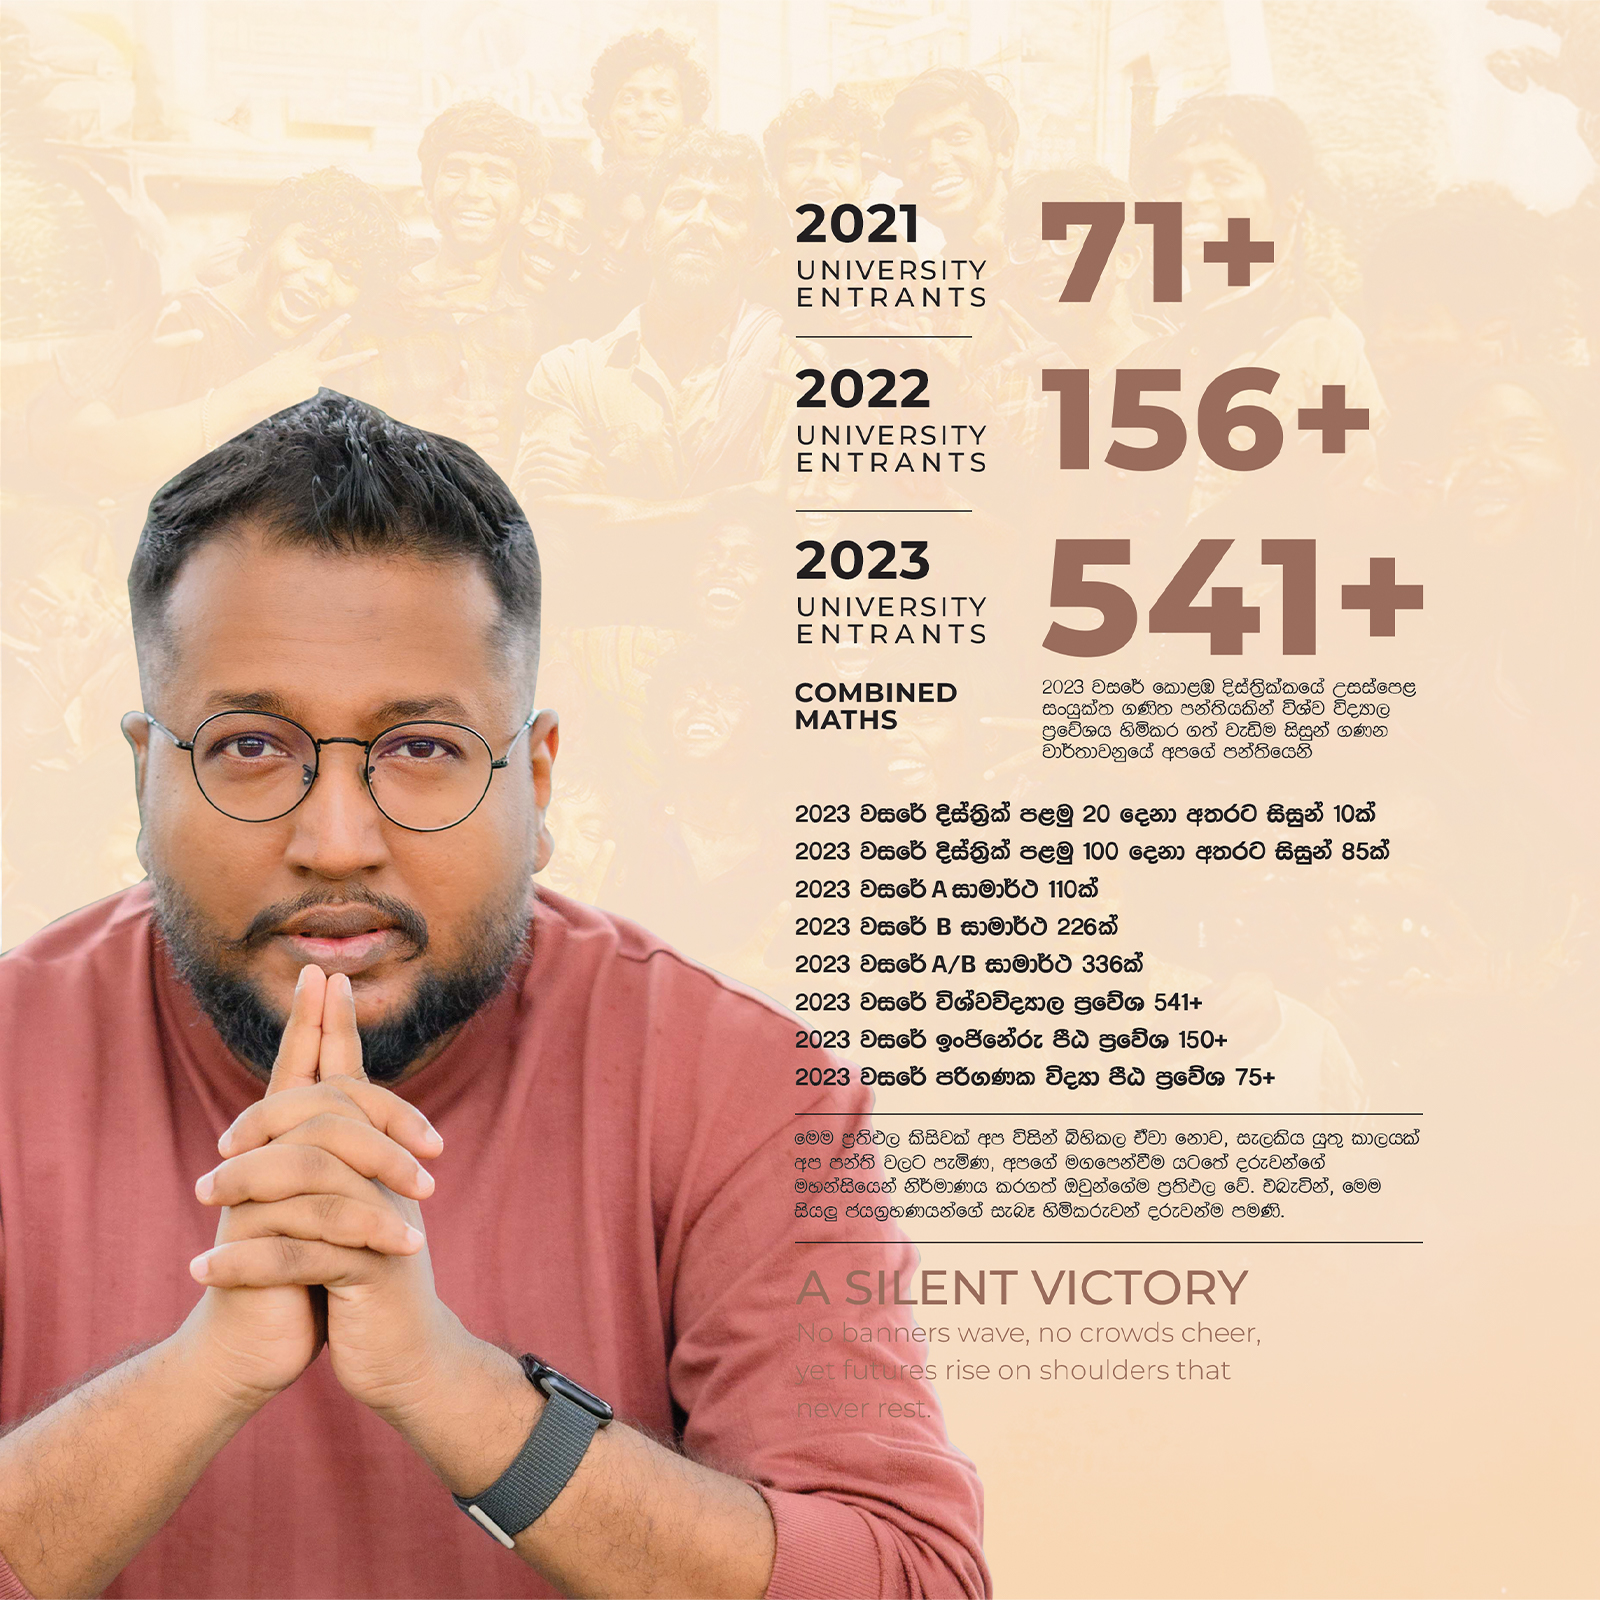 2021
UNIVERSITY
ENTRANTS
71+
2022
UNIVERSITY
ENTRANTS
156+
2023
UNIVERSITY
ENTRANTS
541+
COMBINED
MATHS
2023 වසරේ කොළඹ දිස්ත්‍රික්කයේ උසස්පෙළ
සංයුක්ත ගණිත පන්තියකින් විශ්ව විද්‍යාල
ප්‍රවේශය හිමිකර ගත් වැඩිම සිසුන් ගණන
වාර්තාවනුයේ අපගේ පන්තියෙනි
2023 වසරේ දිස්ත්‍රික් පළමු 20 දෙනා අතරට සිසුන් 10ක්
2023 වසරේ දිස්ත්‍රික් පළමු 100 දෙනා අතරට සිසුන් 85ක්
2023 වසරේ A සාමාර්ථ 110ක්
2023 වසරේ B සාමාර්ථ 226ක්
2023 වසරේ A/B සාමාර්ථ 336ක්
2023 වසරේ විශ්වවිද්‍යාල ප්‍රවේශ 541+
2023 වසරේ ඉංජිනේරු පීඨ ප්‍රවේශ 150+
2023 වසරේ පරිගණක විද්‍යා පීඨ ප්‍රවේශ 75+
මෙම ප්‍රතිඵල කිසිවක් අප විසින් බිහිකල ඒවා නොව, සැලකිය යුතු කාලයක්
අප පන්ති වලට පැමිණ, අපගේ මගපෙන්වීම යටතේ දරුවන්ගේ
මහන්සියෙන් නිර්මාණය කරගත් ඔවුන්ගේම ප්‍රතිඵල වේ. එබැවින්, මෙම
සියලු ජයග්‍රහණයන්ගේ සැබෑ හිමිකරුවන් දරුවන්ම පමණි.
A SILENT VICTORY
No banners wave, no crowds cheer,
yet futures rise on shoulders that
never rest.